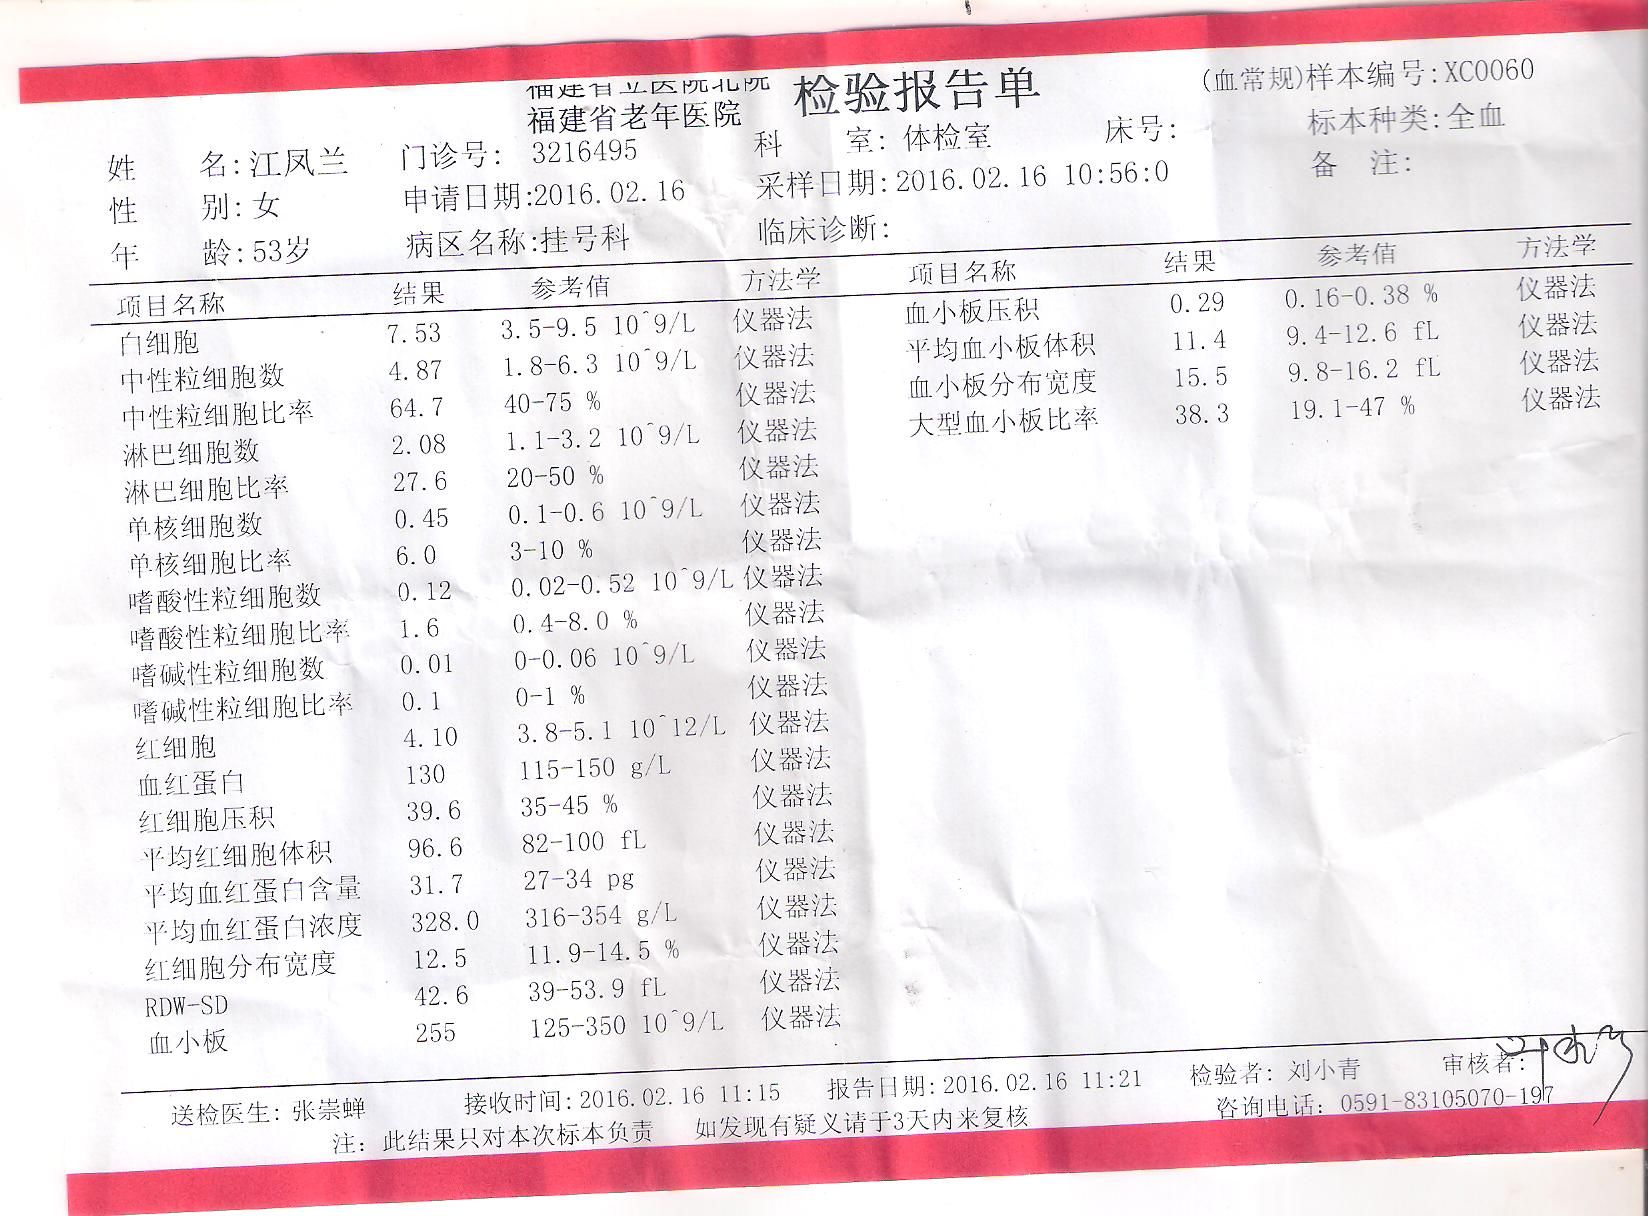 福建省立医院北院
福建省老年医院 检验报告单 (血常规)样本编号:XC0060
姓 名:江凤兰 门诊号: 3216495 科 室: 体检室 床号: 标本种类:全血
性 别:女 申请日期:2016.02.16 采样日期:2016.02.16 10:56:0 备 注:
年 龄:53岁 病区名称:挂号科 临床诊断:
项目名称 结果 参考值 方法学
白细胞 7.53 3.5-9.5 10^9/L 仪器法
中性粒细胞数 4.87 1.8-6.3 10^9/L 仪器法
中性粒细胞比率 64.7 40-75 % 仪器法
淋巴细胞数 2.08 1.1-3.2 10^9/L 仪器法
淋巴细胞比率 27.6 20-50 % 仪器法
单核细胞数 0.45 0.1-0.6 10^9/L 仪器法
单核细胞比率 6.0 3-10 % 仪器法
嗜酸性粒细胞数 0.12 0.02-0.52 10^9/L 仪器法
嗜酸性粒细胞比率 1.6 0.4-8.0 % 仪器法
嗜碱性粒细胞数 0.01 0-0.06 10^9/L 仪器法
嗜碱性粒细胞比率 0.1 0-1 % 仪器法
红细胞 4.10 3.8-5.1 10^12/L 仪器法
血红蛋白 130 115-150 g/L 仪器法
红细胞压积 39.6 35-45 % 仪器法
平均红细胞体积 96.6 82-100 fL 仪器法
平均血红蛋白含量 31.7 27-34 pg 仪器法
平均血红蛋白浓度 328.0 316-354 g/L 仪器法
红细胞分布宽度 12.5 11.9-14.5 % 仪器法
RDW-SD 42.6 39-53.9 fL 仪器法
血小板 255 125-350 10^9/L 仪器法
项目名称 结果 参考值 方法学
血小板压积 0.29 0.16-0.38 % 仪器法
平均血小板体积 11.4 9.4-12.6 fL 仪器法
血小板分布宽度 15.5 9.8-16.2 fL 仪器法
大型血小板比率 38.3 19.1-47 % 仪器法
送检医生: 张崇蝉 接收时间:2016.02.16 11:15 报告日期:2016.02.16 11:21 检验者: 刘小青 审核者:
注: 此结果只对本次标本负责 如发现有疑义请于3天内来复核 咨询电话: 0591-83105070-197